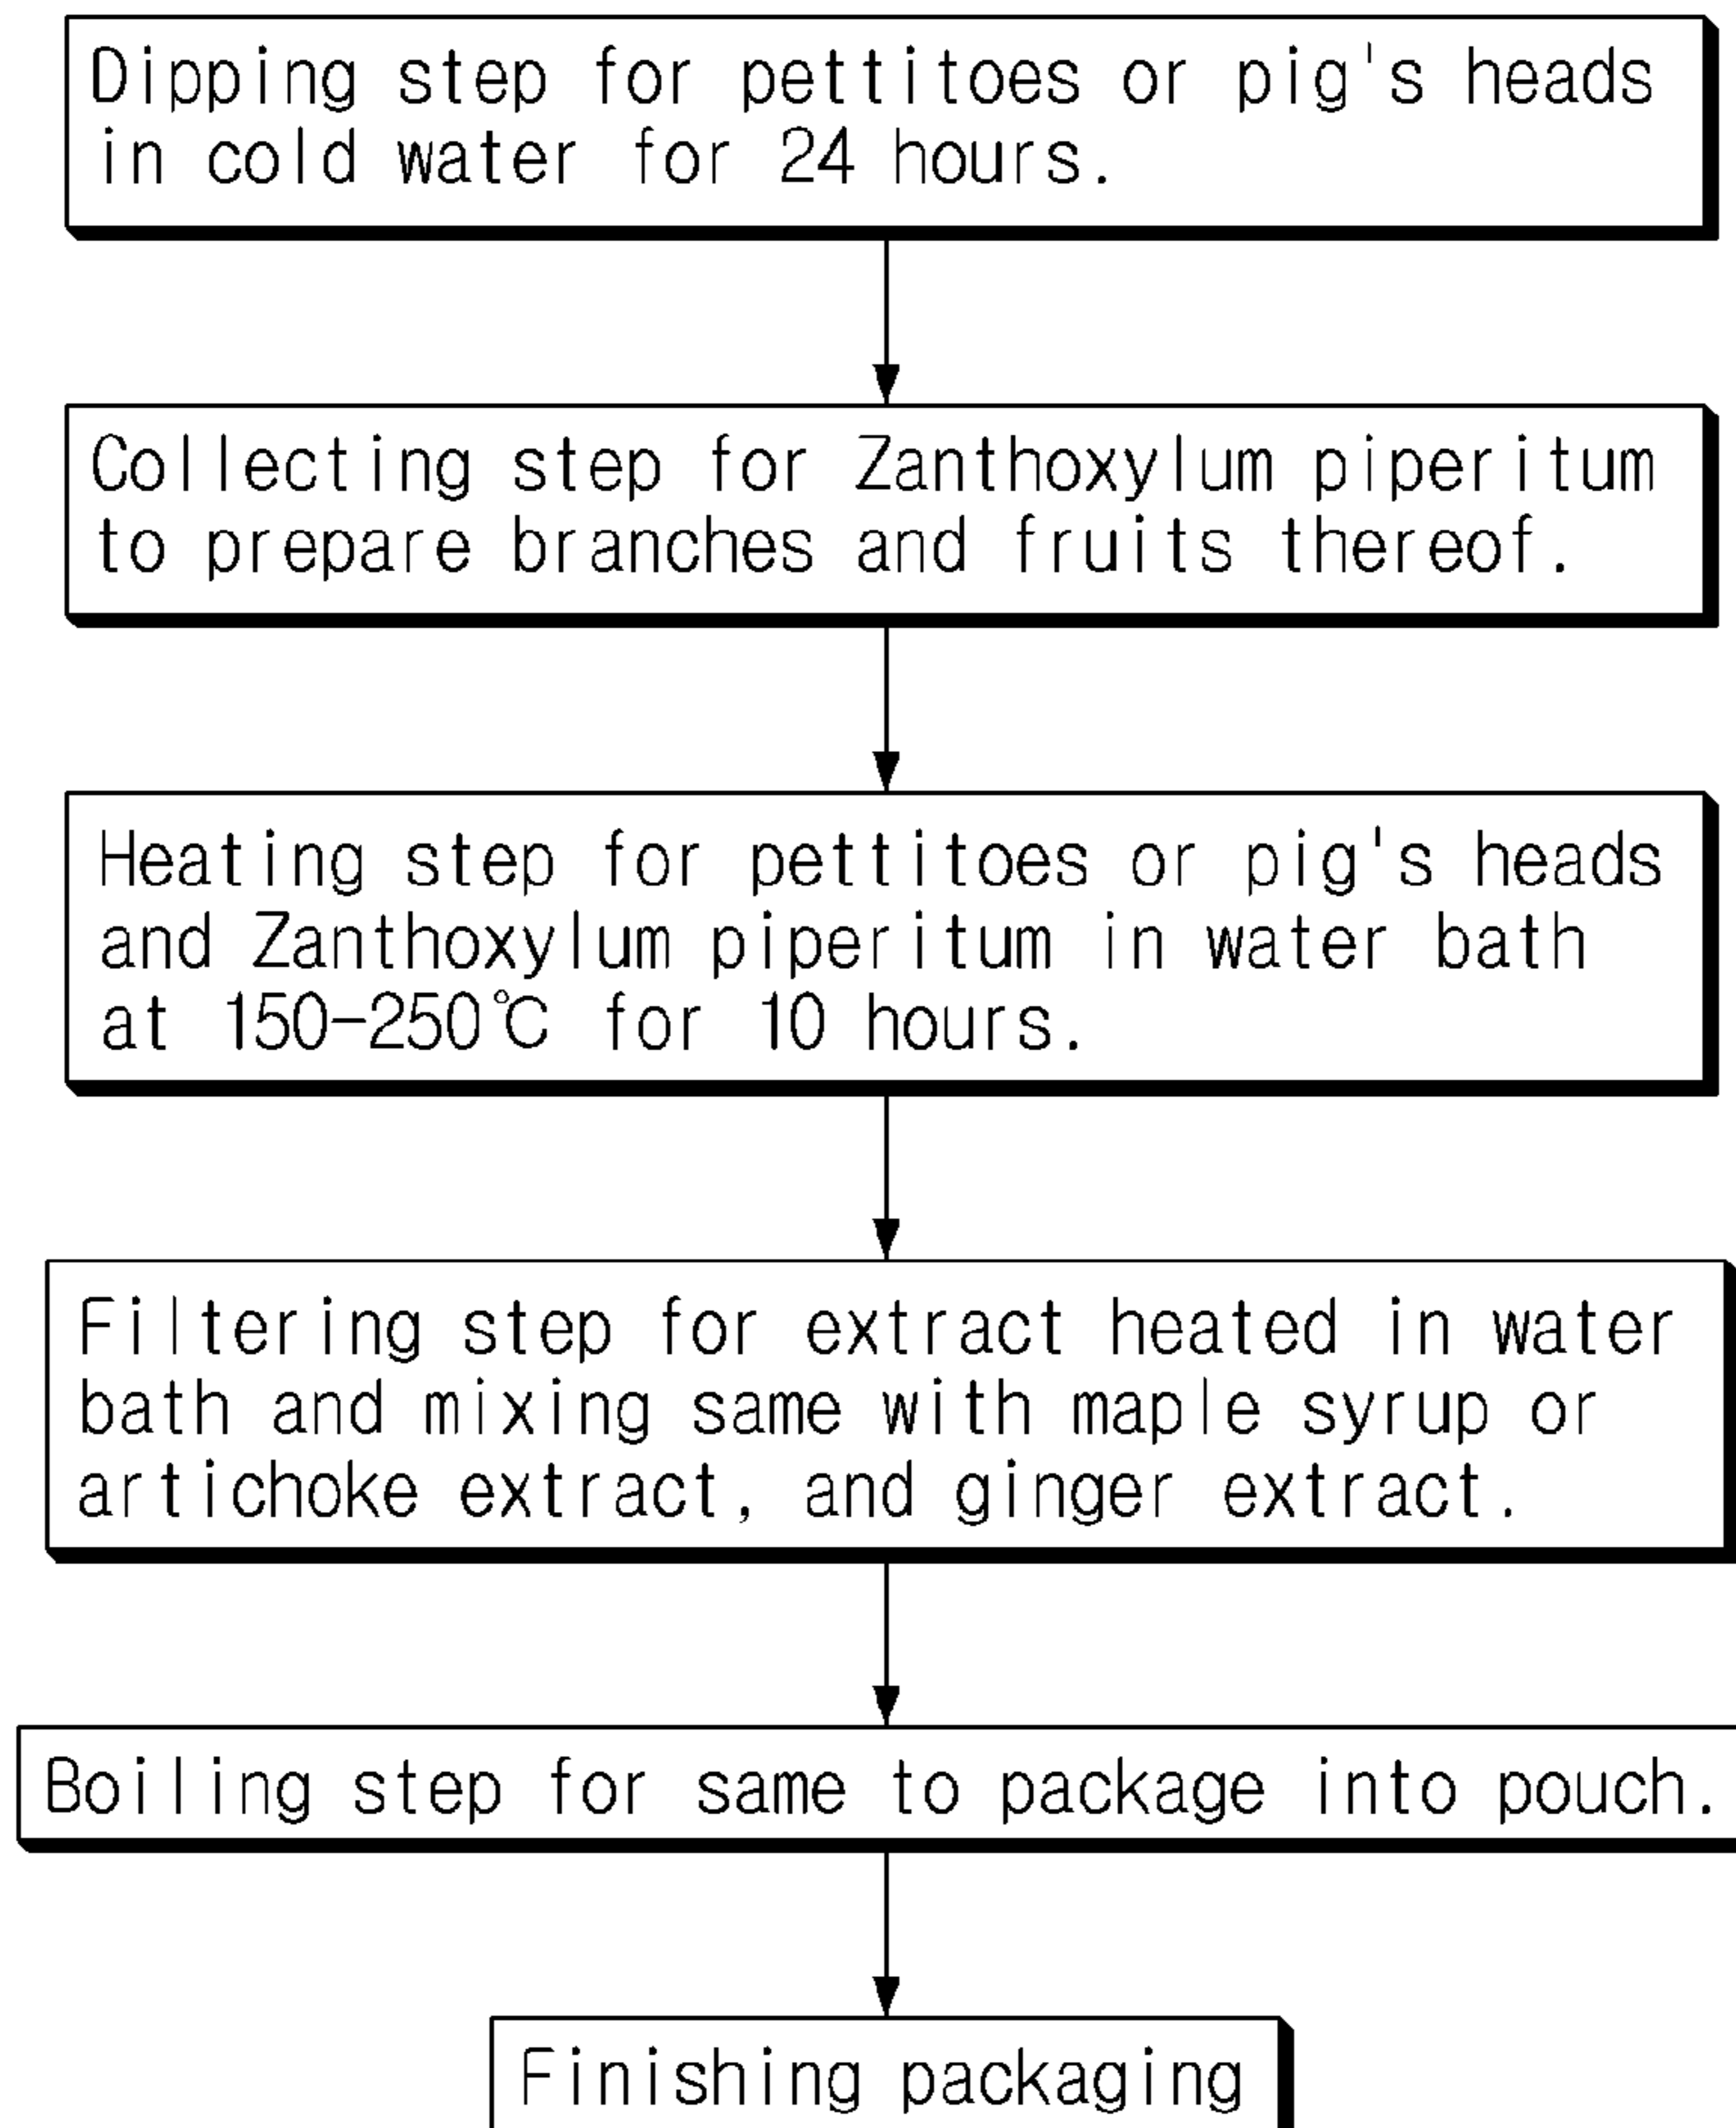 Dipping step for pettitoes or pig's heads
in cold water for 24 hours.
Collecting step for Zanthoxylum piperitum
to prepare branches and fruits thereof.
Heating step for pettitoes or pig's heads
and Zanthoxylum piperitum in water bath
at 150-250℃ for 10 hours.
Filtering step for extract heated in water
bath and mixing same with maple syrup or
artichoke extract, and ginger extract.
Boiling step for same to package into pouch.
Finishing packaging